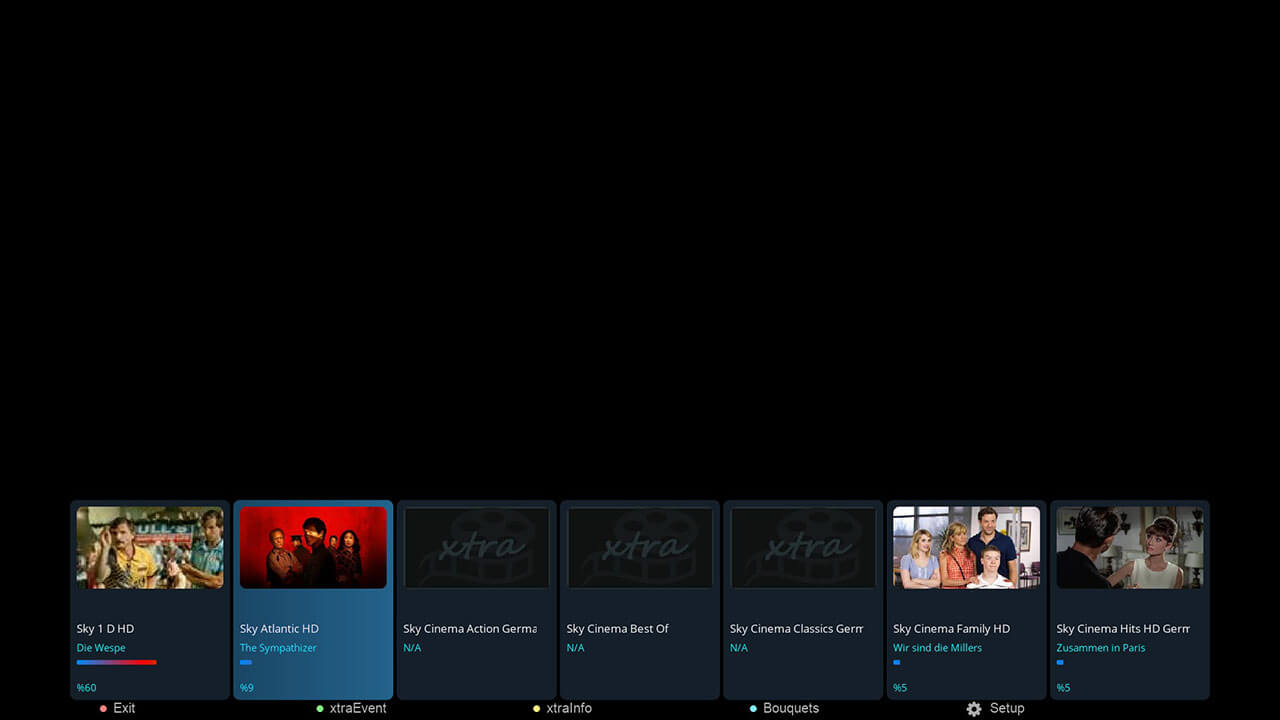 xtra
xtra
xtra
Sky 1 D HD
Die Wespe
%60
Sky Atlantic HD
The Sympathizer
%9
Sky Cinema Action Germa
N/A
Sky Cinema Best Of
N/A
Sky Cinema Classics Germ
N/A
Sky Cinema Family HD
Wir sind die Millers
%5
Sky Cinema Hits HD Germ
Zusammen in Paris
%5
Exit
xtraEvent
xtraInfo
Bouquets
Setup